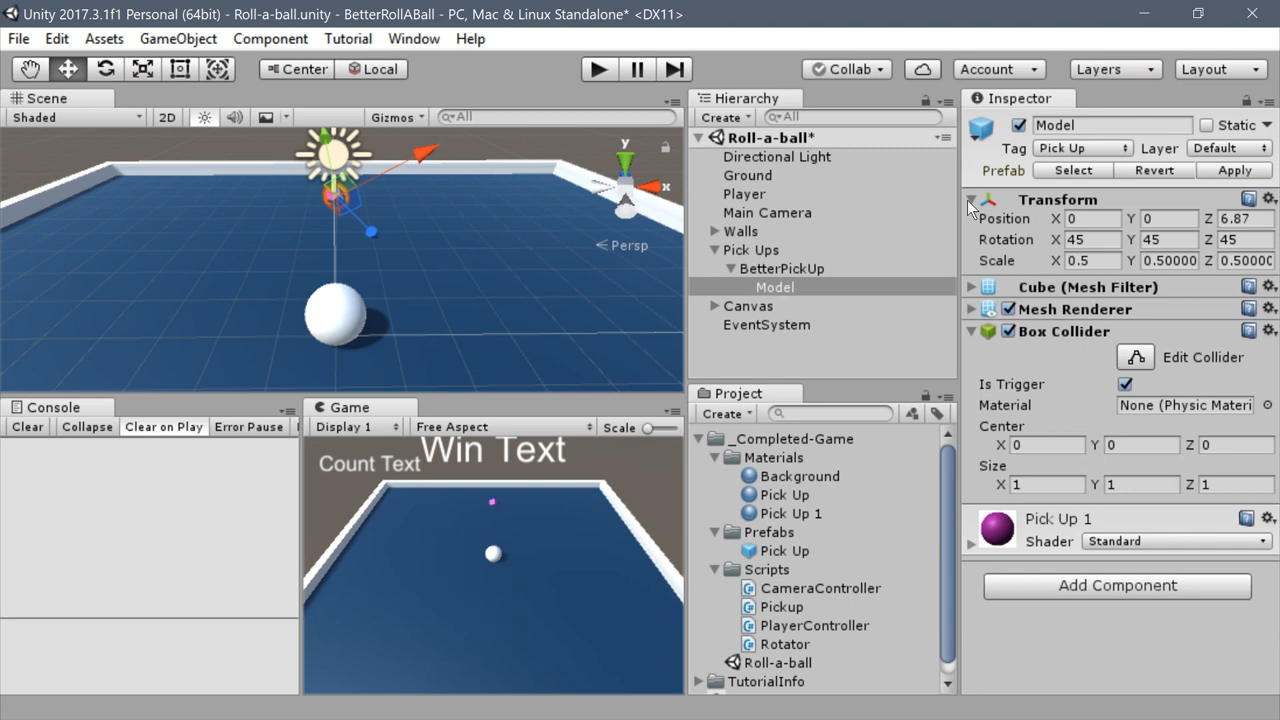 Unity 2017.3.1f1 Personal (64bit) - Roll-a-ball.unity - BetterRollABall - PC, Mac & Linux Standalone* <DX11>
File Edit Assets GameObject Component Tutorial Window Help
Center Local Collab Account Layers Layout
Scene
Shaded 2D Gizmos All
y
x
Persp
Console
Clear Collapse Clear on Play Error Pause
Game
Display 1 Free Aspect Scale
Count Text Win Text
Hierarchy
Create All
Roll-a-ball*
Directional Light
Ground
Player
Main Camera
Walls
Pick Ups
BetterPickUp
Model
Canvas
EventSystem
Project
Create
_Completed-Game
Materials
Background
Pick Up
Pick Up 1
Prefabs
Pick Up
Scripts
CameraController
Pickup
PlayerController
Rotator
Roll-a-ball
TutorialInfo
Inspector
Model Static
Tag Pick Up Layer Default
Prefab Select Revert Apply
Transform
Position X 0 Y 0 Z 6.87
Rotation X 45 Y 45 Z 45
Scale X 0.5 Y 0.50000 Z 0.50000
Cube (Mesh Filter)
Mesh Renderer
Box Collider
Edit Collider
Is Trigger
Material None (Physic Materi
Center
X 0 Y 0 Z 0
Size
X 1 Y 1 Z 1
Pick Up 1
Shader Standard
Add Component